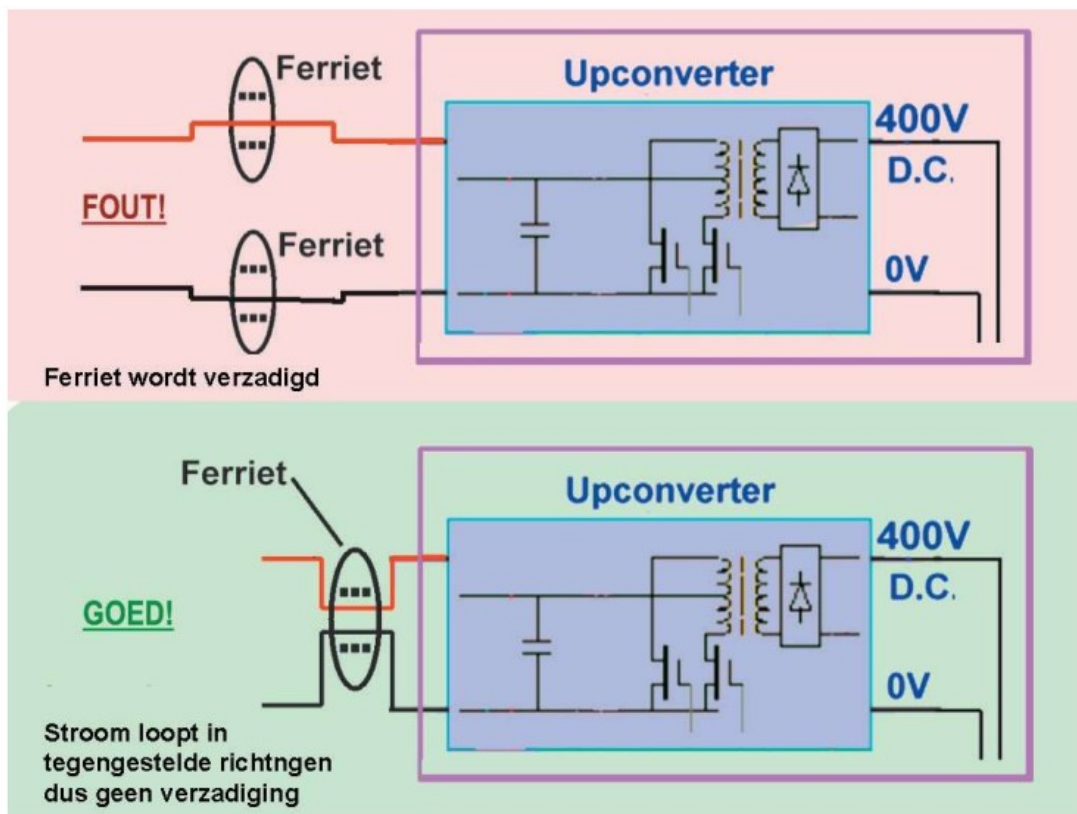 Ferriet
Upconverter
400V
D.C.
FOUT!
Ferriet
0V
Ferriet wordt verzadigd
Ferriet
Upconverter
400V
D.C.
GOED!
0V
Stroom loopt in
tegengestelde richtngen
dus geen verzadiging